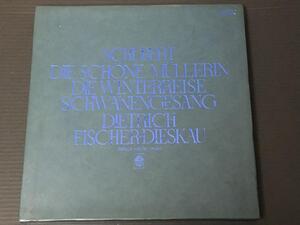 SCHUBERT
DIE SCHÖNE MÜLLERIN
DIE WINTERREISE
SCHWANENGESANG
DIETRICH
FISCHER-DIESKAU